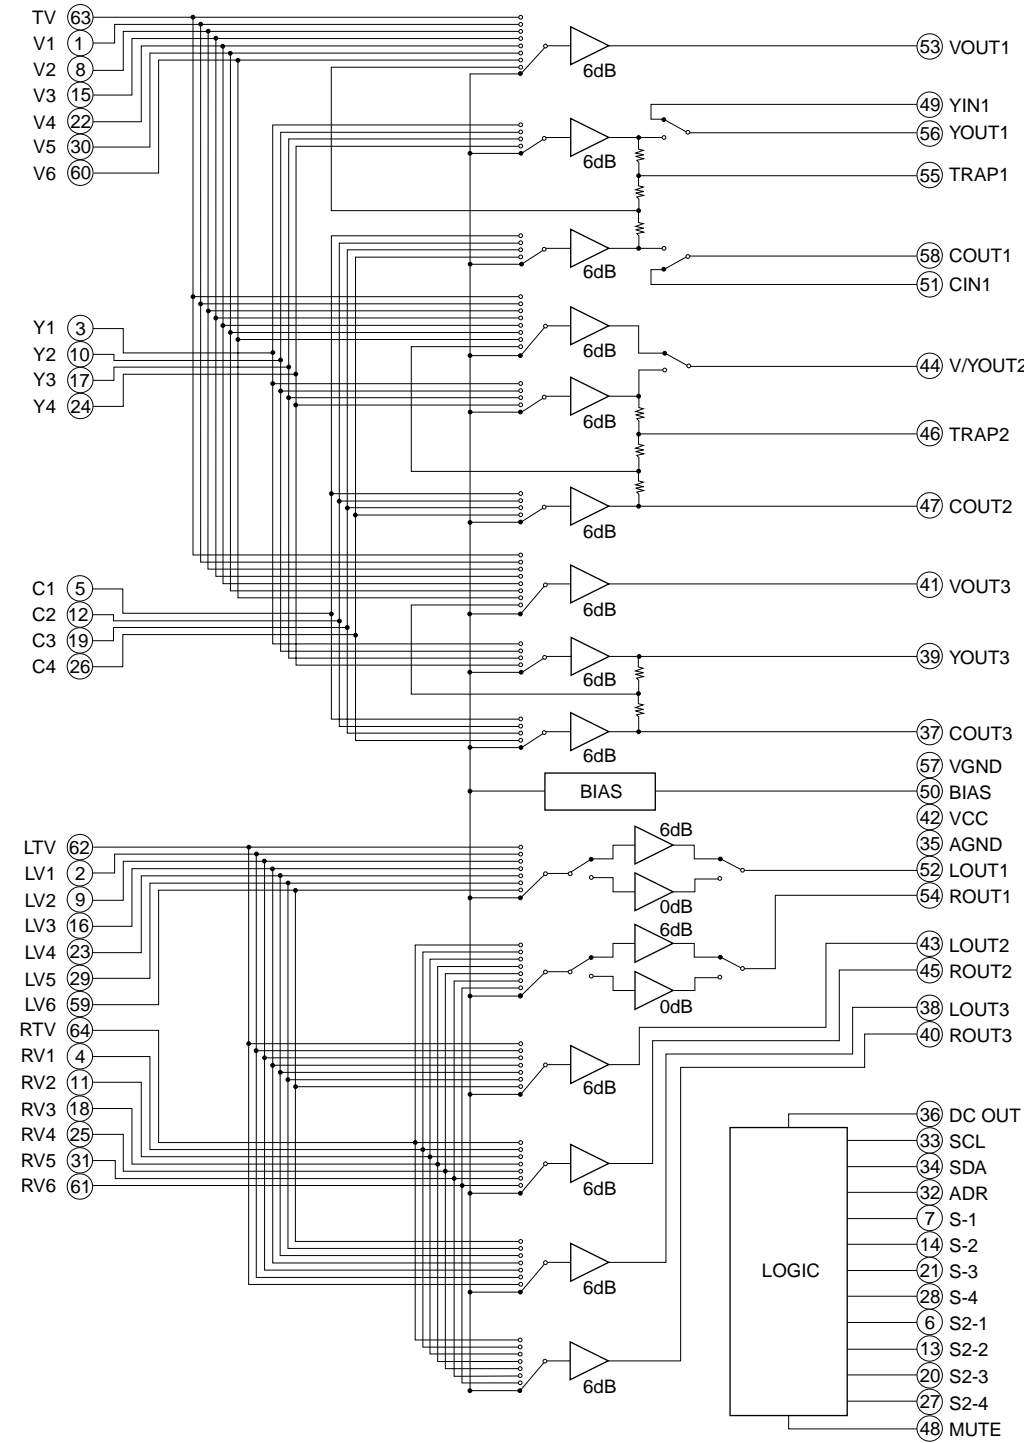 TV 63
V1 1
V2 8
V3 15
V4 22
V5 30
V6 60
6dB
53 VOUT1
49 YIN1
56 YOUT1
6dB
55 TRAP1
58 COUT1
6dB
51 CIN1
Y1 3
Y2 10
Y3 17
Y4 24
6dB
44 V/YOUT2
6dB
46 TRAP2
47 COUT2
6dB
C1 5
C2 12
C3 19
C4 26
41 VOUT3
6dB
39 YOUT3
6dB
37 COUT3
6dB
57 VGND
BIAS
50 BIAS
42 VCC
35 AGND
LTV 62
LV1 2
LV2 9
LV3 16
LV4 23
LV5 29
LV6 59
RTV 64
RV1 4
RV2 11
RV3 18
RV4 25
RV5 31
RV6 61
6dB
0dB
52 LOUT1
54 ROUT1
6dB
0dB
43 LOUT2
45 ROUT2
38 LOUT3
40 ROUT3
6dB
6dB
6dB
6dB
LOGIC
36 DC OUT
33 SCL
34 SDA
32 ADR
7 S-1
14 S-2
21 S-3
28 S-4
6 S2-1
13 S2-2
20 S2-3
27 S2-4
48 MUTE